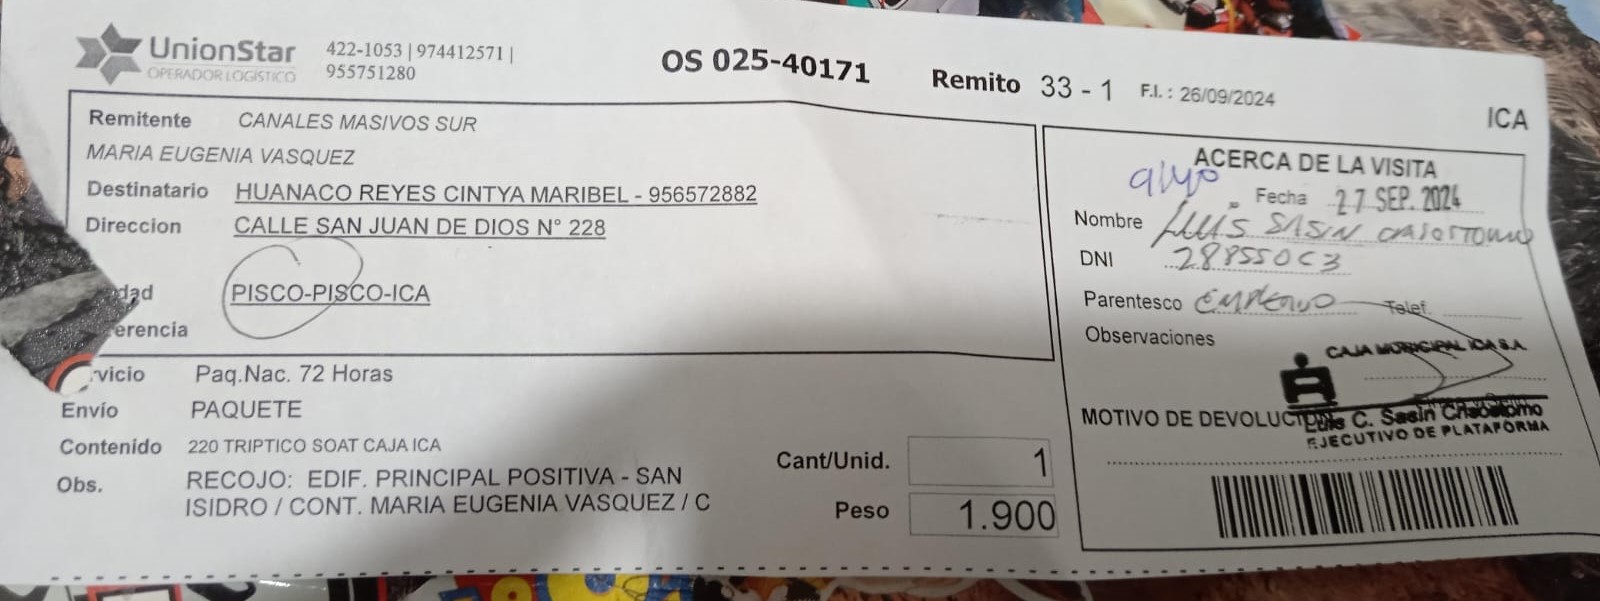 UnionStar
OPERADOR LOGÍSTICO
422-1053 | 974412571 |
955751280
OS 025-40171
Remito 33 - 1
F.I. : 26/09/2024
ICA
Remitente CANALES MASIVOS SUR
MARIA EUGENIA VASQUEZ
Destinatario HUANACO REYES CINTYA MARIBEL - 956572882
Direccion CALLE SAN JUAN DE DIOS N° 228
dad PISCO-PISCO-ICA
erencia
rvicio Paq.Nac. 72 Horas
Envío PAQUETE
Contenido 220 TRIPTICO SOAT CAJA ICA
Obs. RECOJO: EDIF. PRINCIPAL POSITIVA - SAN
ISIDRO / CONT. MARIA EUGENIA VASQUEZ / C
Cant/Unid. 1
Peso 1.900
ACERCA DE LA VISITA
Fecha 27 SEP. 2024
Nombre LUIS SASIN
DNI
Parentesco Telef.
Observaciones
CAJA MUNICIPAL ICA S.A.
MOTIVO DE DEVOLUC
Luis C. Sasin Crisostomo
EJECUTIVO DE PLATAFORMA